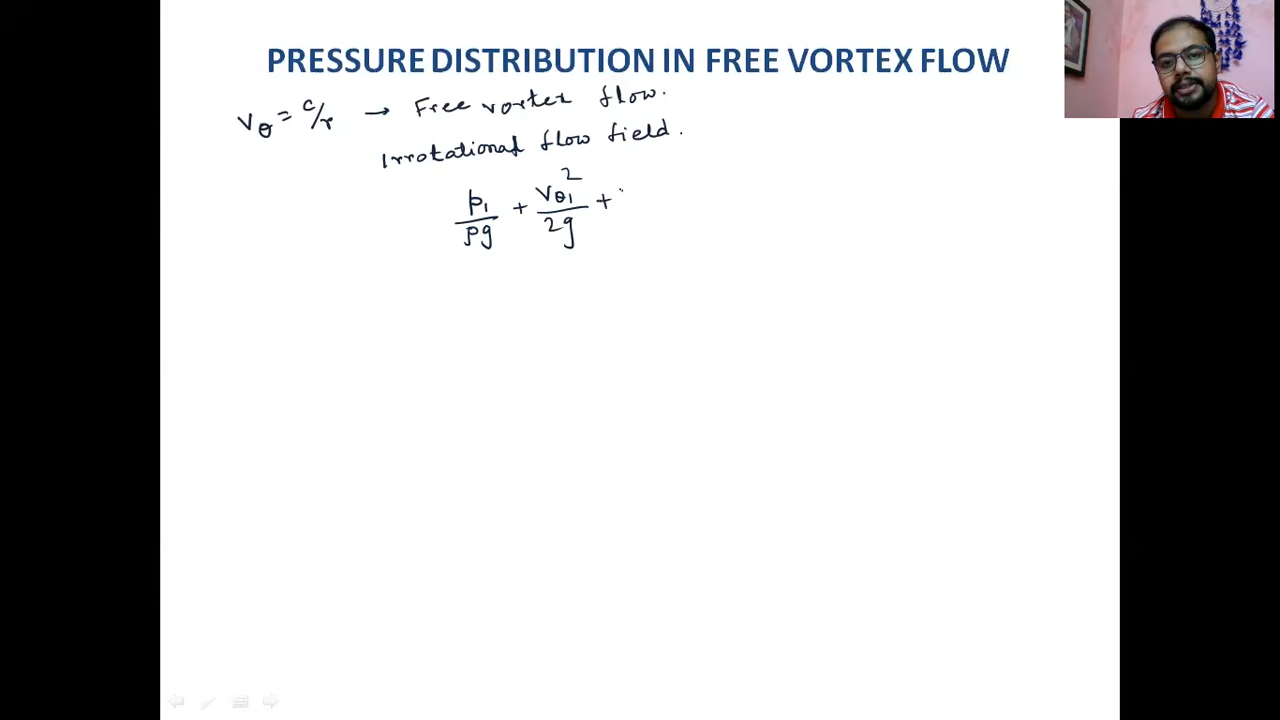 PRESSURE DISTRIBUTION IN FREE VORTEX FLOW
Vθ = c/r → Free vortex flow.
Irrotational flow field.
p₁/ρg + Vθ₁²/2g +